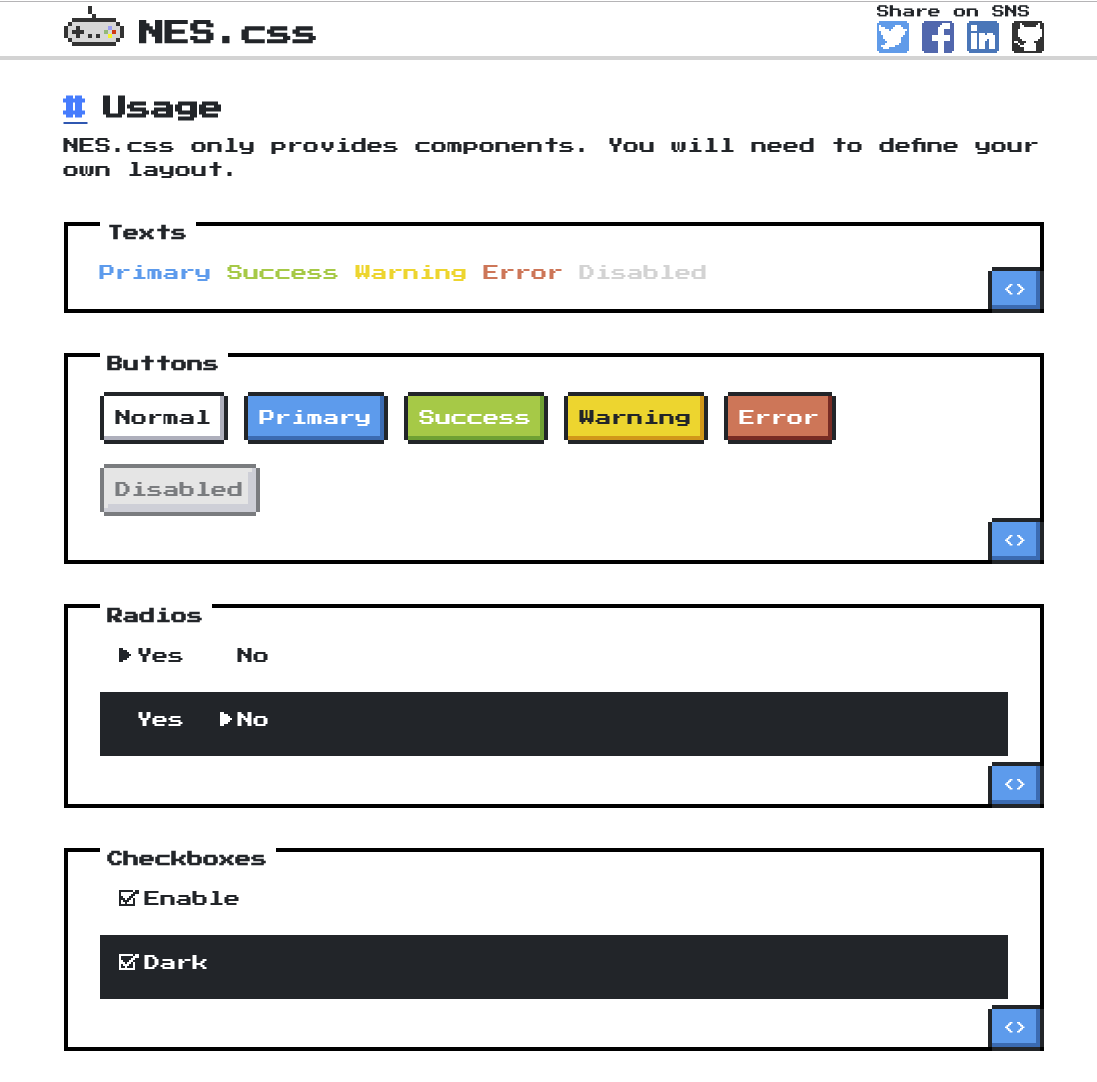 NES.css
Share on SNS
# Usage
NES.css only provides components. You will need to define your
own layout.
Texts
Primary Success Warning Error Disabled
<>
Buttons
Normal Primary Success Warning Error
Disabled
<>
Radios
Yes No
Yes No
<>
Checkboxes
Enable
Dark
<>